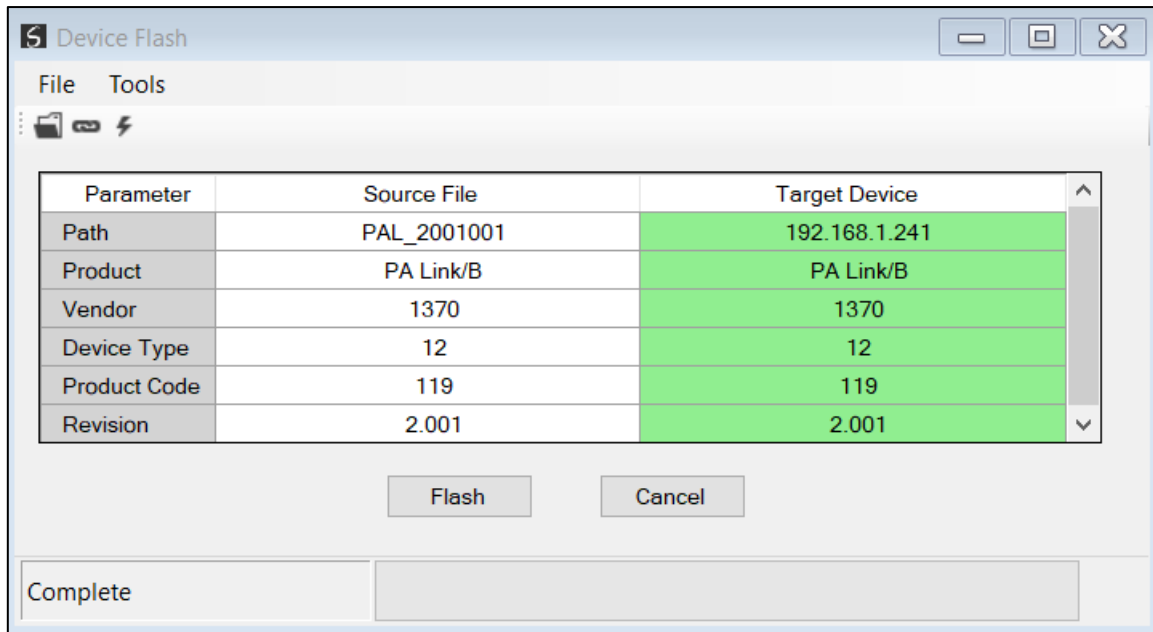 Device Flash
File Tools
Parameter Source File Target Device
Path PAL_2001001 192.168.1.241
Product PA Link/B PA Link/B
Vendor 1370 1370
Device Type 12 12
Product Code 119 119
Revision 2.001 2.001
Flash Cancel
Complete